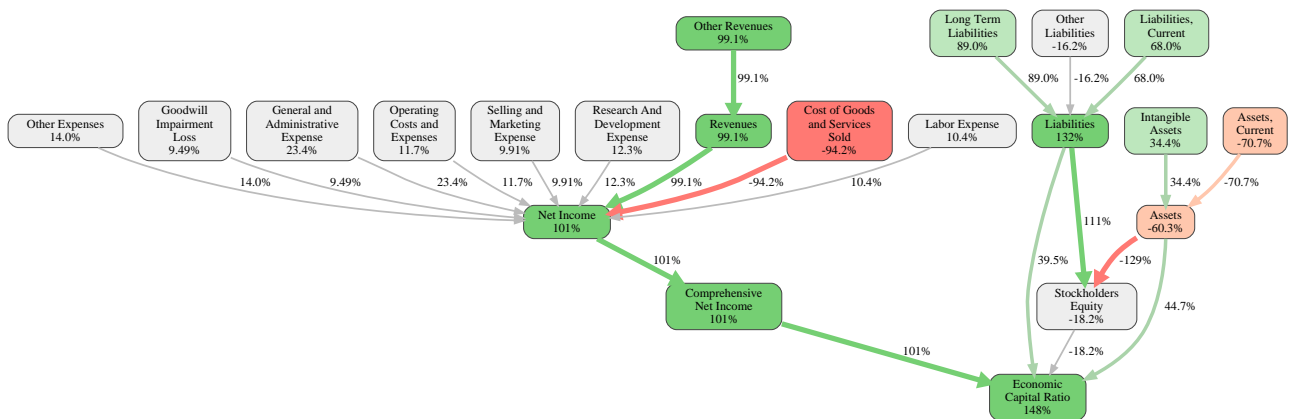 Other Revenues
99.1%
Long Term
Liabilities
89.0%
Other
Liabilities
-16.2%
Liabilities,
Current
68.0%
99.1%
89.0%
-16.2%
68.0%
Other Expenses
14.0%
Goodwill
Impairment
Loss
9.49%
General and
Administrative
Expense
23.4%
Operating
Costs and
Expenses
11.7%
Selling and
Marketing
Expense
9.91%
Research And
Development
Expense
12.3%
Revenues
99.1%
Cost of Goods
and Services
Sold
-94.2%
Labor Expense
10.4%
Liabilities
132%
Intangible
Assets
34.4%
Assets,
Current
-70.7%
14.0%
9.49%
23.4%
11.7%
9.91%
12.3%
99.1%
-94.2%
10.4%
34.4%
-70.7%
Net Income
101%
Assets
-60.3%
111%
101%
39.5%
-129%
Comprehensive
Net Income
101%
Stockholders
Equity
-18.2%
44.7%
101%
-18.2%
Economic
Capital Ratio
148%